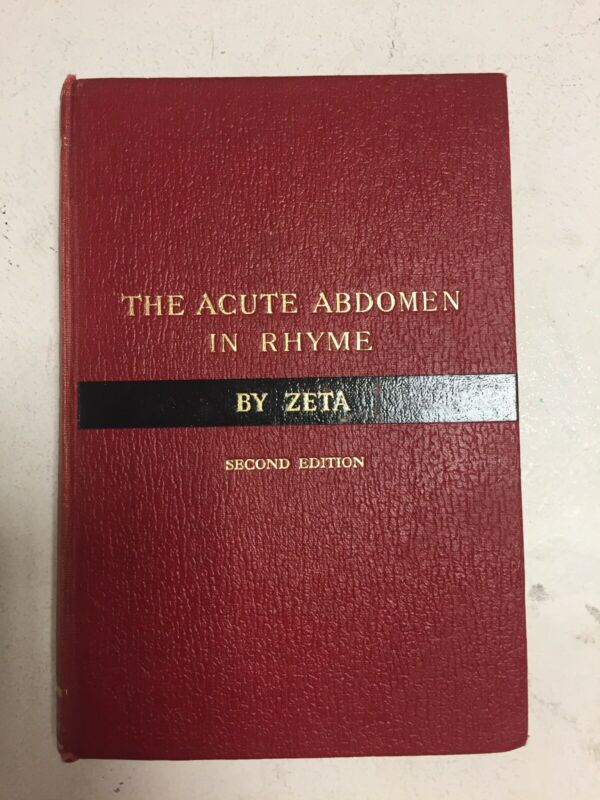 THE ACUTE ABDOMEN
IN RHYME
BY ZETA
SECOND EDITION